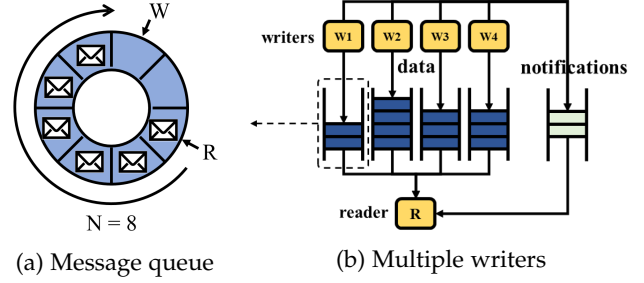 W
R
N = 8
(a) Message queue
writers
W1
W2
W3
W4
data
notifications
reader
R
(b) Multiple writers